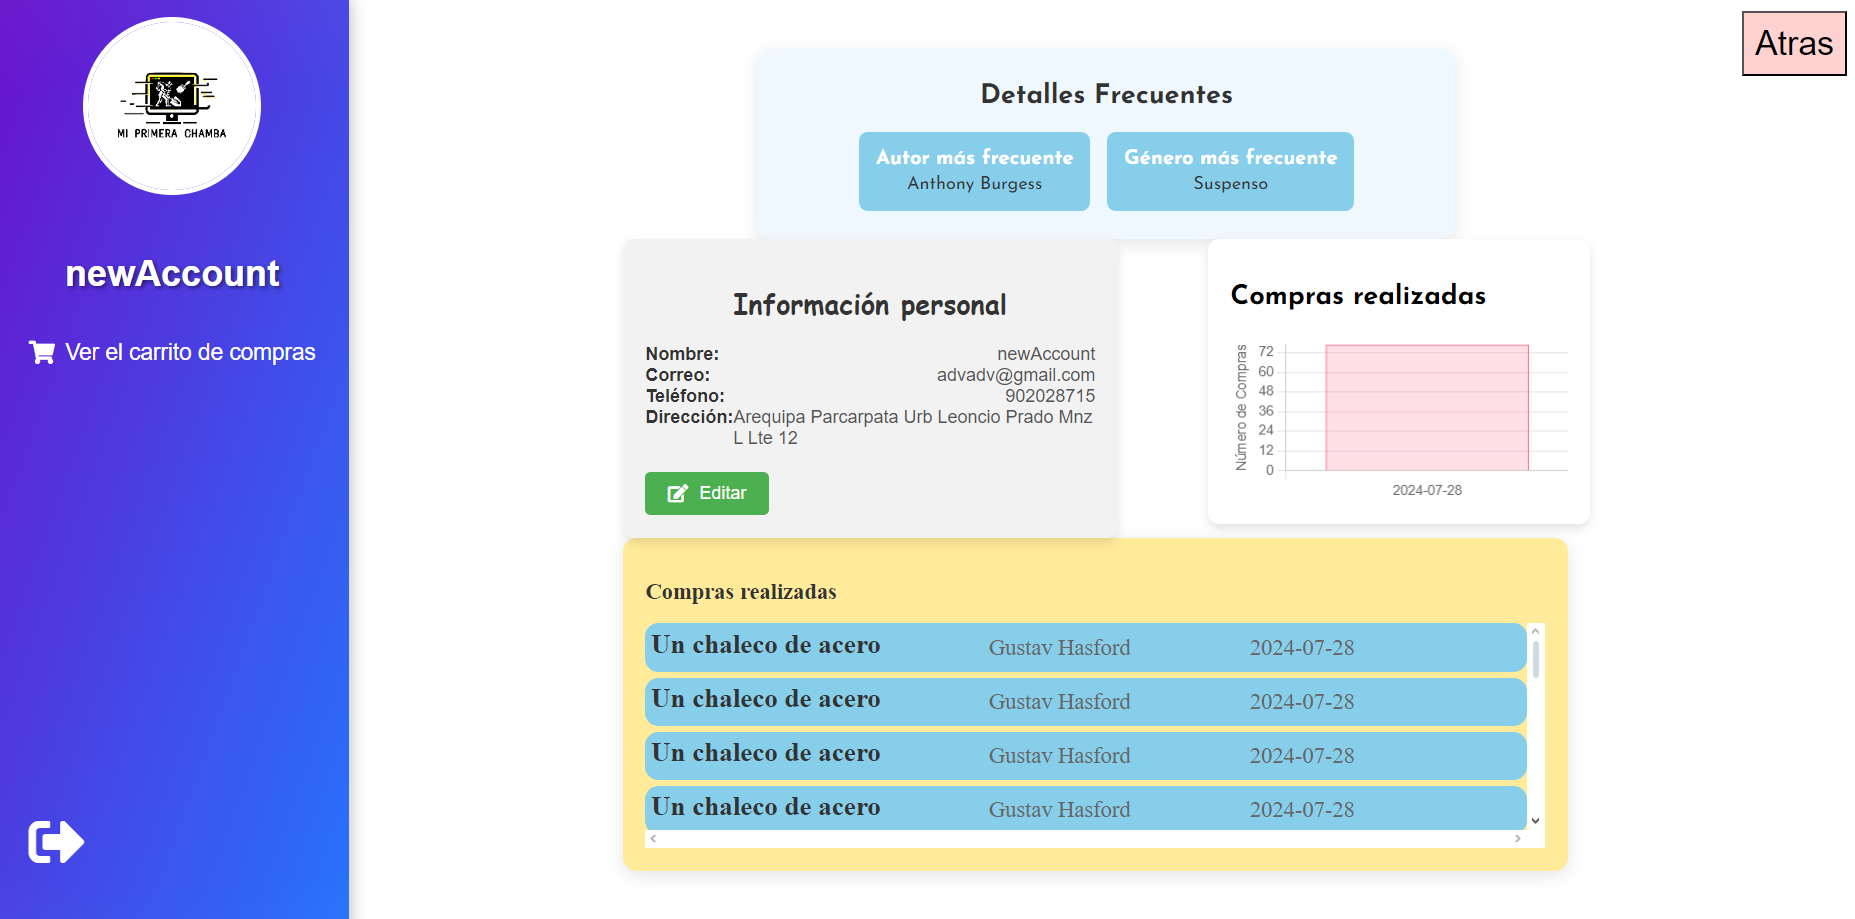 MI PRIMERA CHAMBA
newAccount
Ver el carrito de compras
Atras
Detalles Frecuentes
Autor más frecuente
Anthony Burgess
Género más frecuente
Suspenso
Información personal
Nombre: newAccount
Correo: advadv@gmail.com
Teléfono: 902028715
Dirección: Arequipa Parcarpata Urb Leoncio Prado Mnz
L Lte 12
Editar
Compras realizadas
Número de Compras
72
60
48
36
24
12
0
2024-07-28
Compras realizadas
Un chaleco de acero Gustav Hasford 2024-07-28
Un chaleco de acero Gustav Hasford 2024-07-28
Un chaleco de acero Gustav Hasford 2024-07-28
Un chaleco de acero Gustav Hasford 2024-07-28